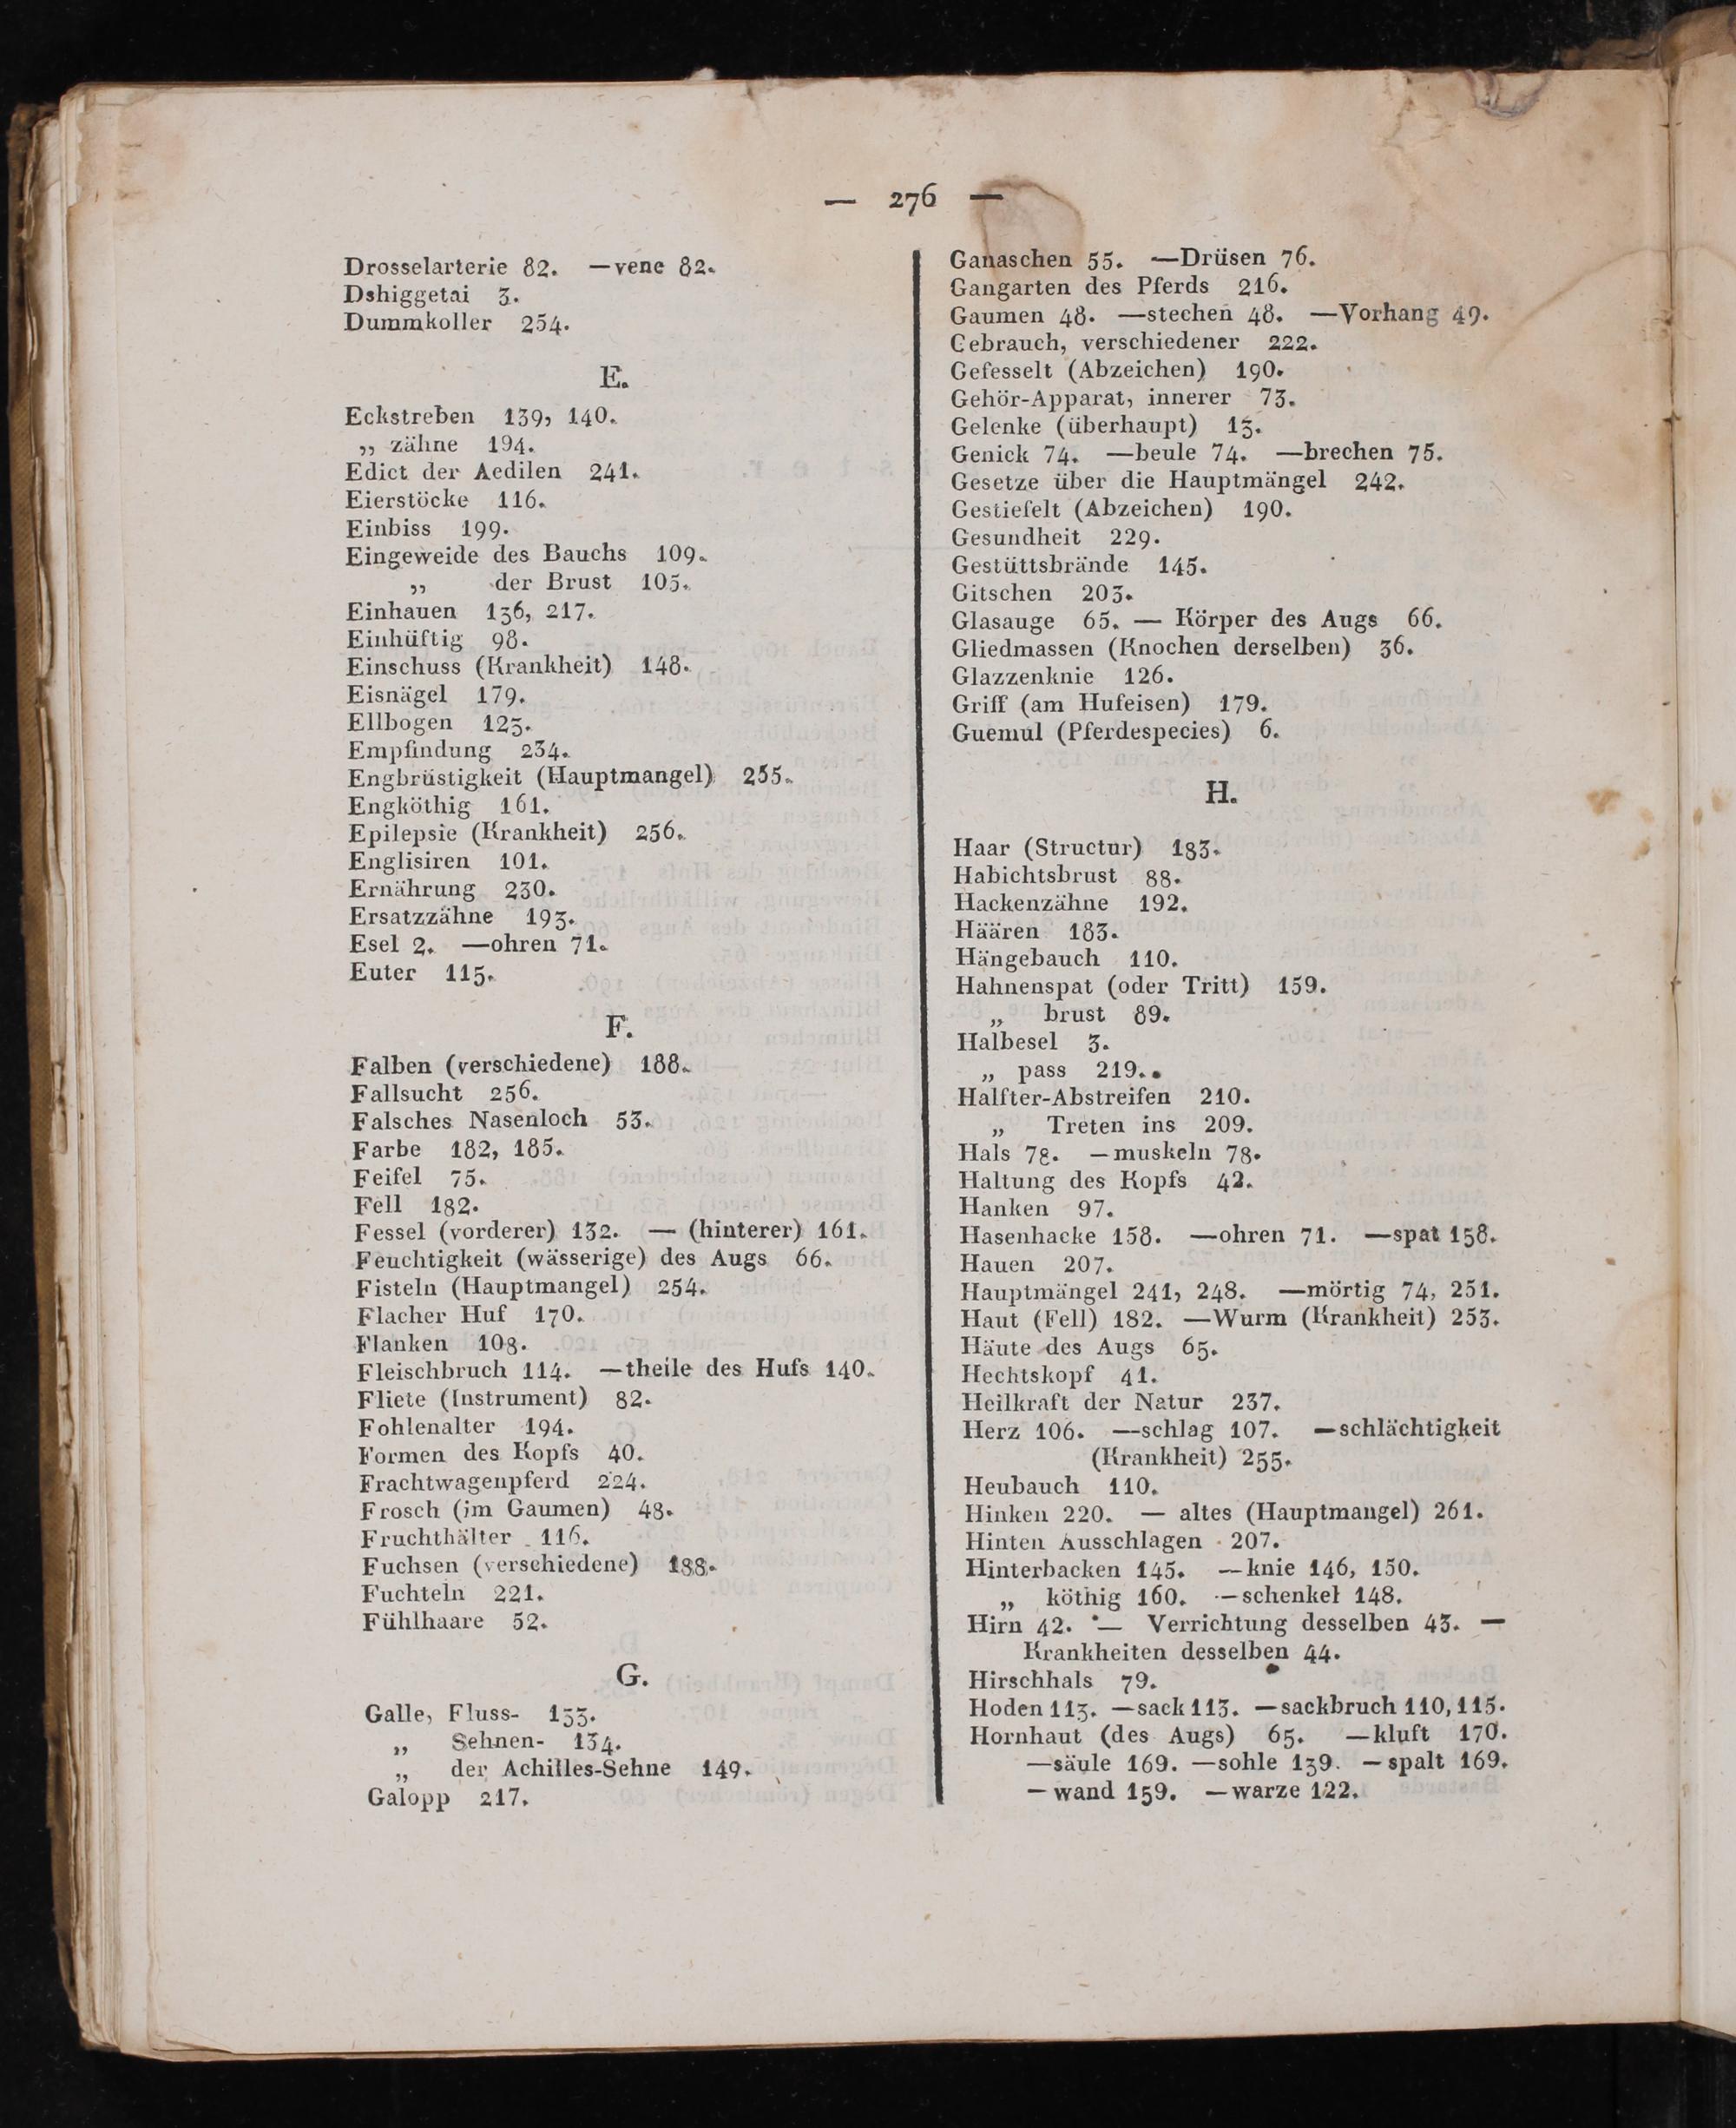 — 276 —
Drosselarterie 82. —vene 82.
Dshiggetai 3.
Dummkoller 254.
E.
Eckstreben 139, 140.
„ zähne 194.
Edict der Aedilen 241.
Eierstöcke 116.
Einbiss 199.
Eingeweide des Bauchs 109.
„ der Brust 105.
Einhauen 136, 217.
Einhüftig 98.
Einschuss (Krankheit) 148.
Eisnägel 179.
Ellbogen 123.
Empfindung 234.
Engbrüstigkeit (Hauptmangel) 255.
Engköthig 161.
Epilepsie (Krankheit) 256.
Englisiren 101.
Ernährung 230.
Ersatzzähne 193.
Esel 2. —ohren 71.
Euter 115.
F.
Falben (verschiedene) 188.
Fallsucht 256.
Falsches Nasenloch 53.
Farbe 182, 185.
Feifel 75.
Fell 182.
Fessel (vorderer) 132. — (hinterer) 161.
Feuchtigkeit (wässerige) des Augs 66.
Fisteln (Hauptmangel) 254.
Flacher Huf 170.
Flanken 108.
Fleischbruch 114. —theile des Hufs 140.
Fliete (Instrument) 82.
Fohlenalter 194.
Formen des Kopfs 40.
Frachtwagenpferd 224.
Frosch (im Gaumen) 48.
Fruchthälter 116.
Fuchsen (verschiedene) 188.
Fuchteln 221.
Fühlhaare 52.
G.
Galle, Fluss- 133.
„ Sehnen- 134.
„ der Achilles-Sehne 149.
Galopp 217.
Ganaschen 55. —Drüsen 76.
Gangarten des Pferds 216.
Gaumen 48. —stechen 48. —Vorhang 49.
Gebrauch, verschiedener 222.
Gefesselt (Abzeichen) 190.
Gehör-Apparat, innerer 73.
Gelenke (überhaupt) 13.
Genick 74. —beule 74. —brechen 75.
Gesetze über die Hauptmängel 242.
Gestiefelt (Abzeichen) 190.
Gesundheit 229.
Gestüttsbrände 145.
Gitschen 203.
Glasauge 65. — Körper des Augs 66.
Gliedmassen (Knochen derselben) 36.
Glazzenknie 126.
Griff (am Hufeisen) 179.
Guemul (Pferdespecies) 6.
H.
Haar (Structur) 183.
Habichtsbrust 88.
Hackenzähne 192.
Häären 183.
Hängebauch 110.
Hahnenspat (oder Tritt) 159.
„ brust 89.
Halbesel 3.
„ pass 219.
Halfter-Abstreifen 210.
„ Treten ins 209.
Hals 78. —muskeln 78.
Haltung des Kopfs 42.
Hanken 97.
Hasenhacke 158. —ohren 71. —spat 158.
Hauen 207.
Hauptmängel 241, 248. —mörtig 74, 251.
Haut (Fell) 182. —Wurm (Krankheit) 253.
Häute des Augs 65.
Hechtskopf 41.
Heilkraft der Natur 237.
Herz 106. —schlag 107. —schlächtigkeit
(Krankheit) 255.
Heubauch 110.
Hinken 220. — altes (Hauptmangel) 261.
Hinten Ausschlagen 207.
Hinterbacken 145. —knie 146, 150.
„ köthig 160. —schenkel 148.
Hirn 42. — Verrichtung desselben 43. —
Krankheiten desselben 44.
Hirschhals 79.
Hoden 113. —sack 113. —sackbruch 110, 115.
Hornhaut (des Augs) 65. —kluft 170.
—säule 169. —sohle 139. —spalt 169.
—wand 159. —warze 122.